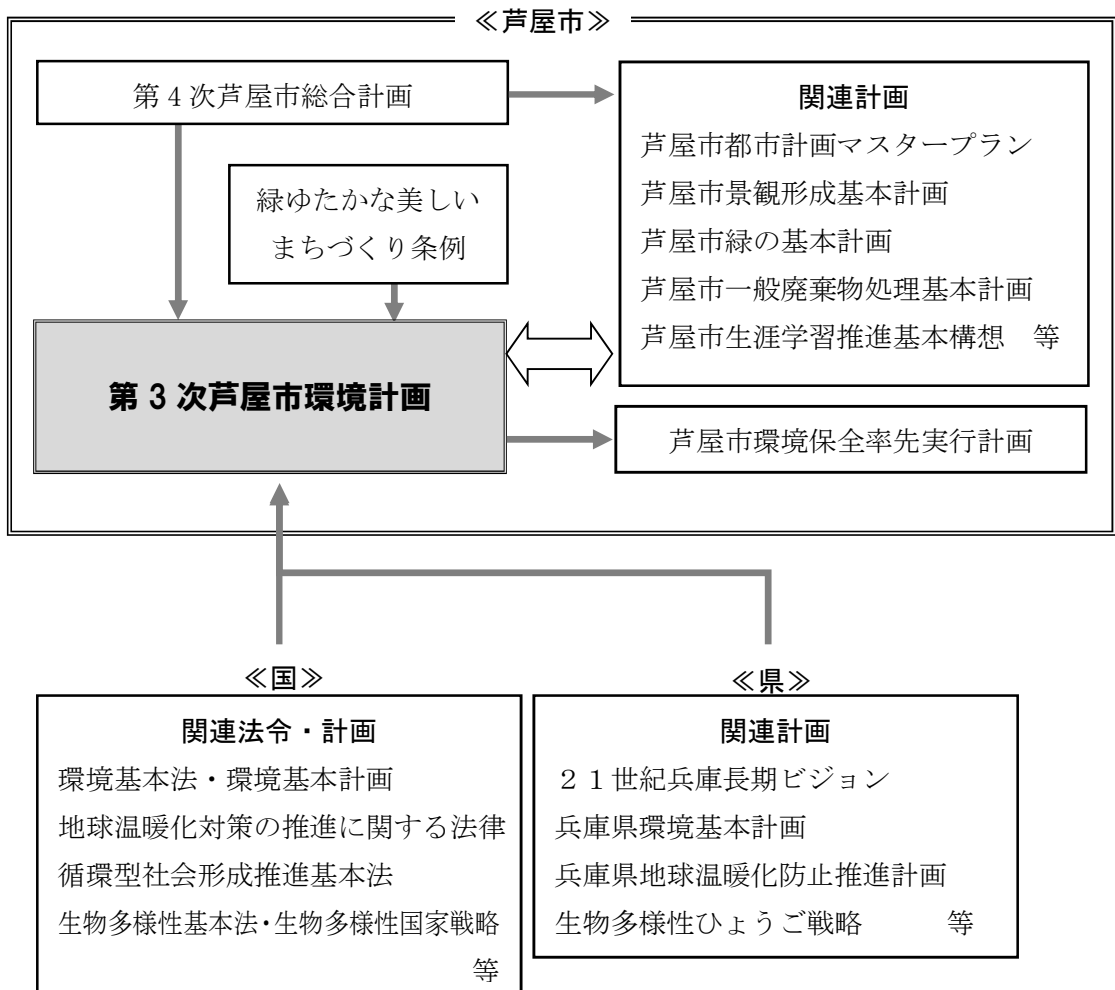 ≪芦屋市≫
第4次芦屋市総合計画
緑ゆたかな美しい
まちづくり条例
第3次芦屋市環境計画
関連計画
芦屋市都市計画マスタープラン
芦屋市景観形成基本計画
芦屋市緑の基本計画
芦屋市一般廃棄物処理基本計画
芦屋市生涯学習推進基本構想　等
芦屋市環境保全率先実行計画
≪国≫
関連法令・計画
環境基本法・環境基本計画
地球温暖化対策の推進に関する法律
循環型社会形成推進基本法
生物多様性基本法・生物多様性国家戦略
等
≪県≫
関連計画
２１世紀兵庫長期ビジョン
兵庫県環境基本計画
兵庫県地球温暖化防止推進計画
生物多様性ひょうご戦略　　　等